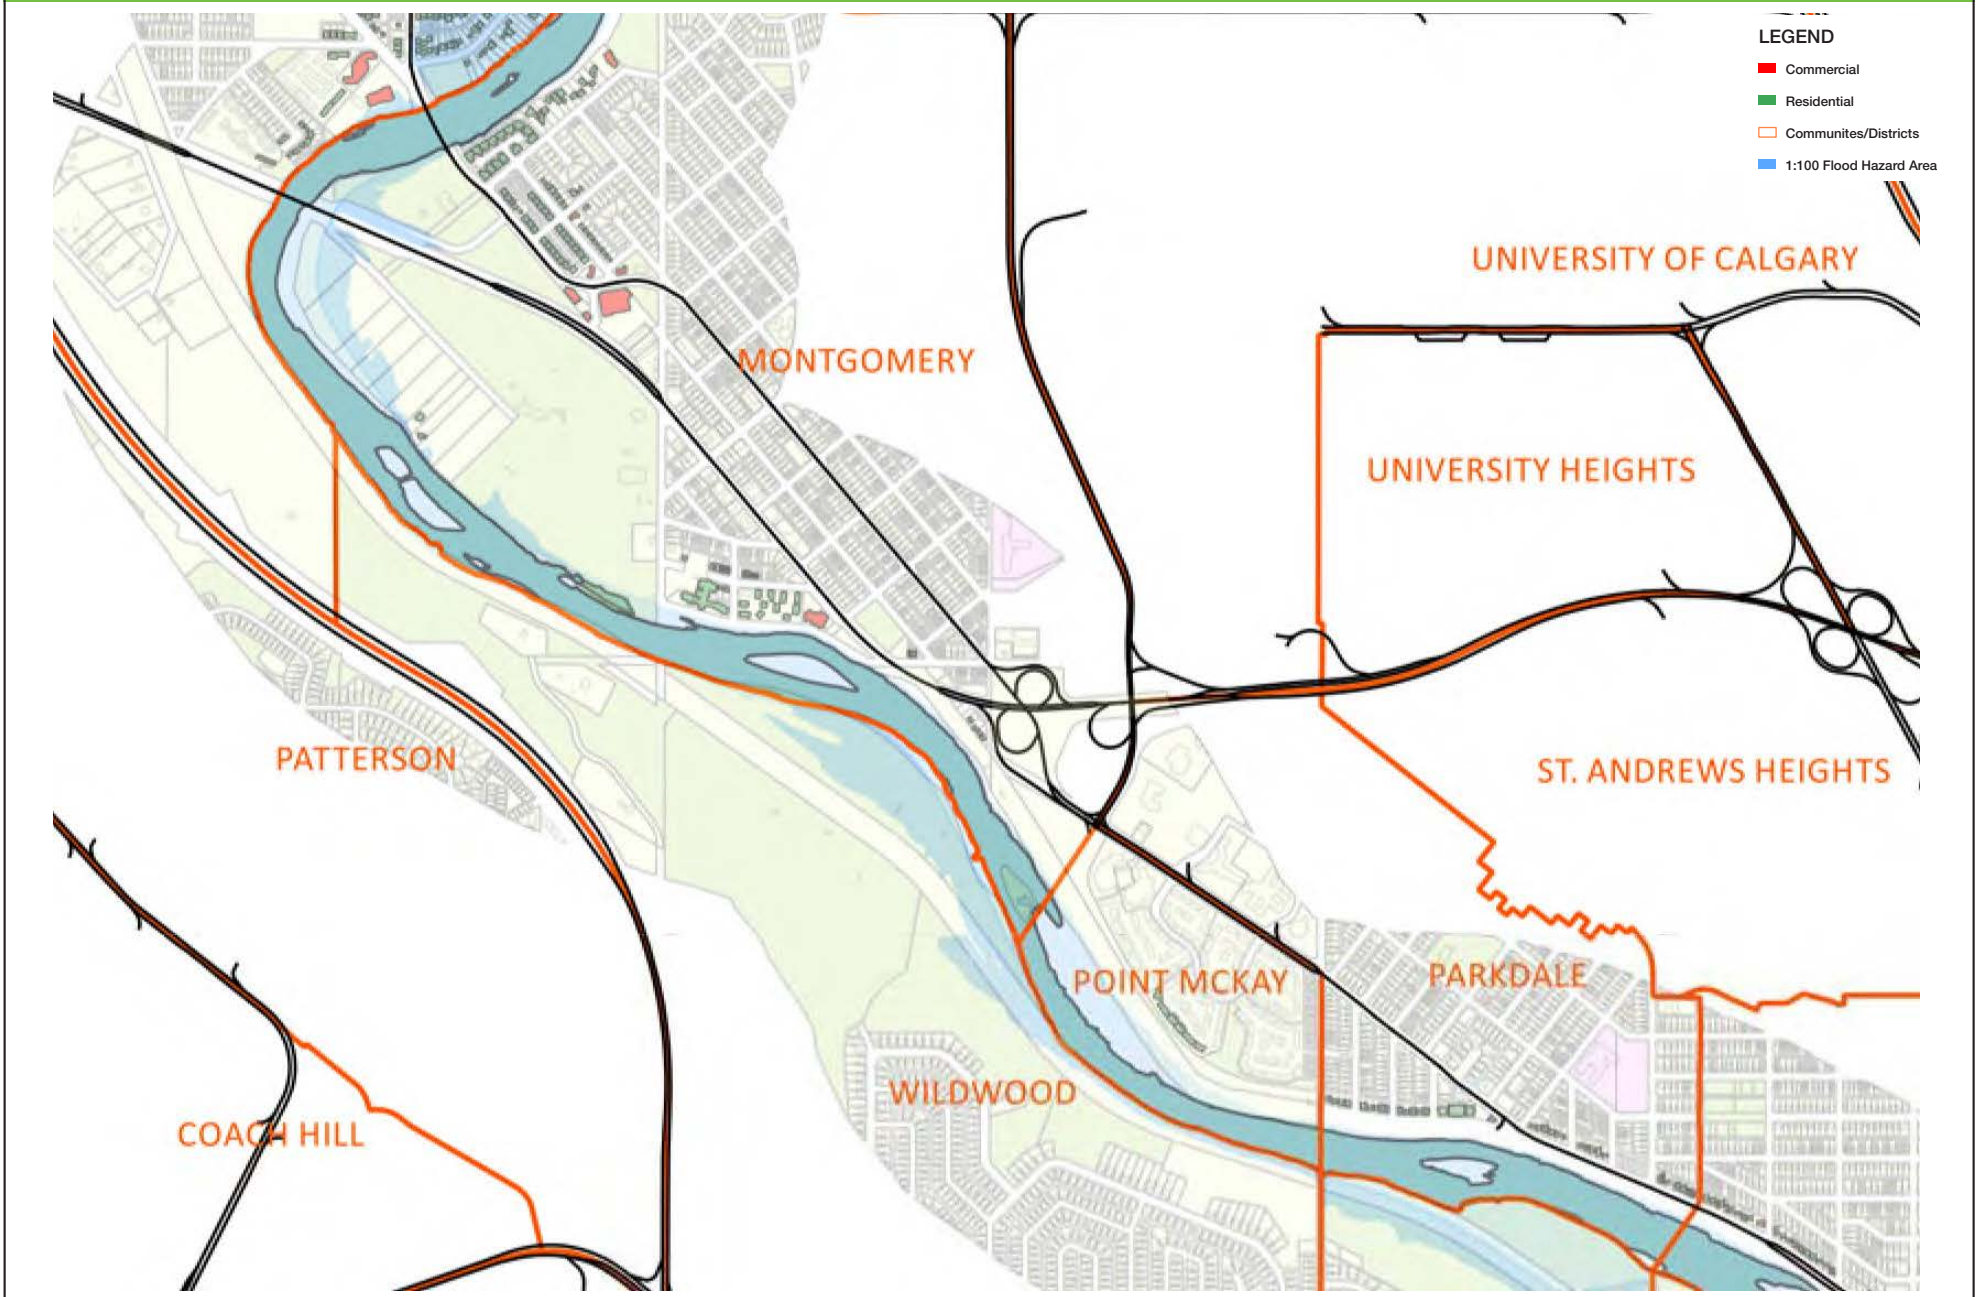 LEGEND
Commercial
Residential
Communites/Districts
1:100 Flood Hazard Area
UNIVERSITY OF CALGARY
MONTGOMERY
UNIVERSITY HEIGHTS
PATTERSON
ST. ANDREWS HEIGHTS
POINT MCKAY
PARKDALE
WILDWOOD
COACH HILL